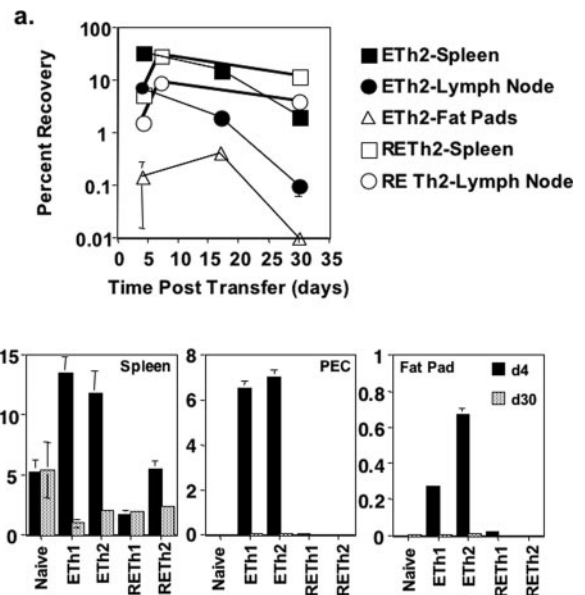 a.
100
10
1
0.1
0.01
Percent Recovery
0 5 10 15 20 25 30 35
Time Post Transfer (days)
ETh2-Spleen
ETh2-Lymph Node
ETh2-Fat Pads
RETh2-Spleen
RE Th2-Lymph Node
15
10
5
0
Spleen
Naive
ETh1
ETh2
RETh1
RETh2
8
6
4
2
0
PEC
Naive
ETh1
ETh2
RETh1
RETh2
1
0.8
0.6
0.4
0.2
0
Fat Pad
d4
d30
Naive
ETh1
ETh2
RETh1
RETh2